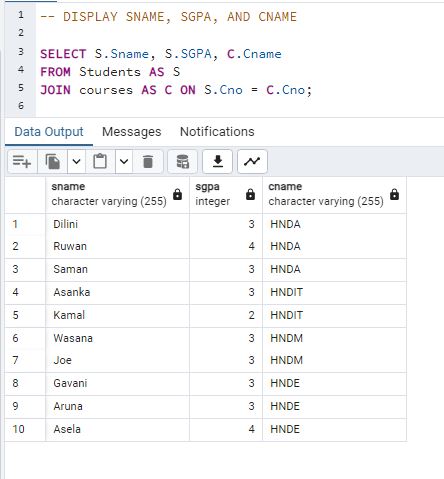 1 -- DISPLAY SNAME, SGPA, AND CNAME
2
3 SELECT S.Sname, S.SGPA, C.Cname
4 FROM Students AS S
5 JOIN courses AS C ON S.Cno = C.Cno;
6
Data Output Messages Notifications
sname sgpa cname
character varying (255) integer character varying (255)
1 Dilini 3 HNDA
2 Ruwan 4 HNDA
3 Saman 3 HNDA
4 Asanka 3 HNDIT
5 Kamal 2 HNDIT
6 Wasana 3 HNDM
7 Joe 3 HNDM
8 Gavani 3 HNDE
9 Aruna 3 HNDE
10 Asela 4 HNDE